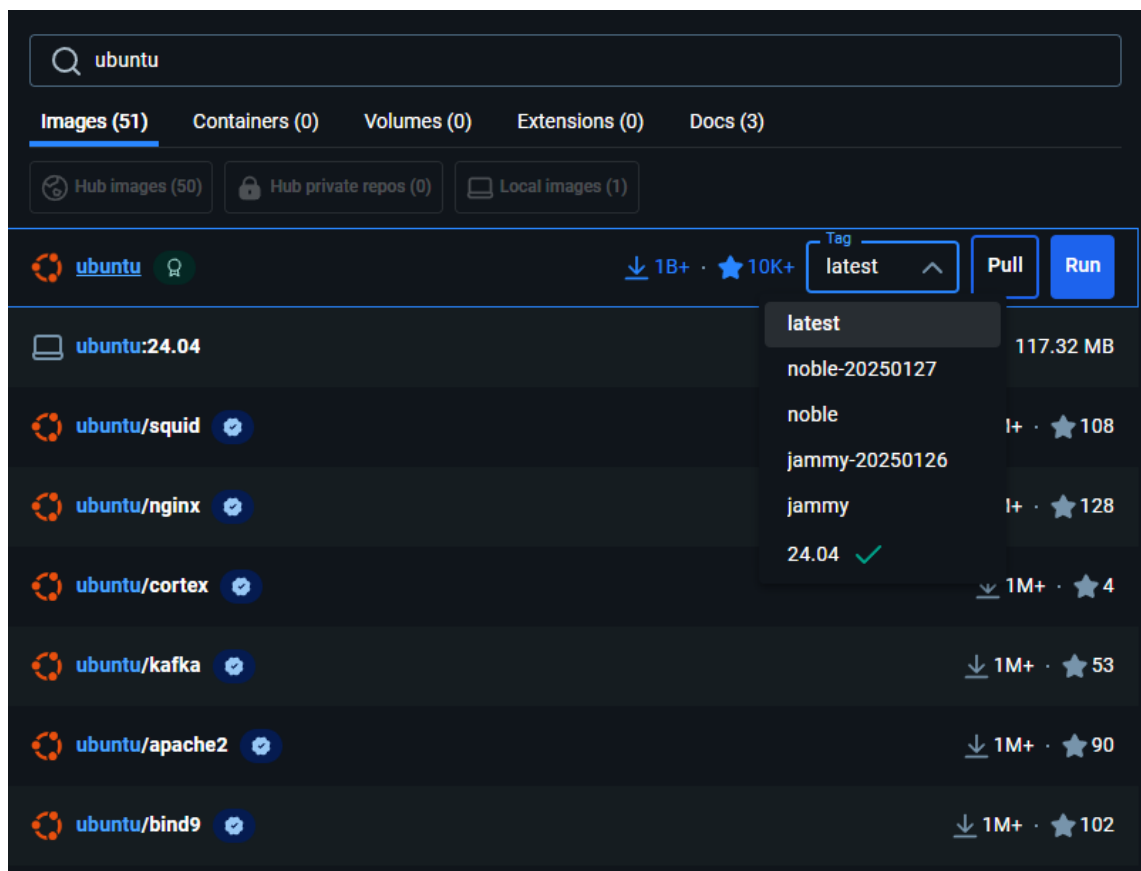 ubuntu
Images (51) Containers (0) Volumes (0) Extensions (0) Docs (3)
Hub images (50) Hub private repos (0) Local images (1)
ubuntu 1B+ · 10K+ Tag latest Pull Run
latest
ubuntu:24.04 117.32 MB
noble-20250127
noble
ubuntu/squid · 108
jammy-20250126
ubuntu/nginx jammy · 128
24.04
ubuntu/cortex 1M+ · 4
ubuntu/kafka 1M+ · 53
ubuntu/apache2 1M+ · 90
ubuntu/bind9 1M+ · 102